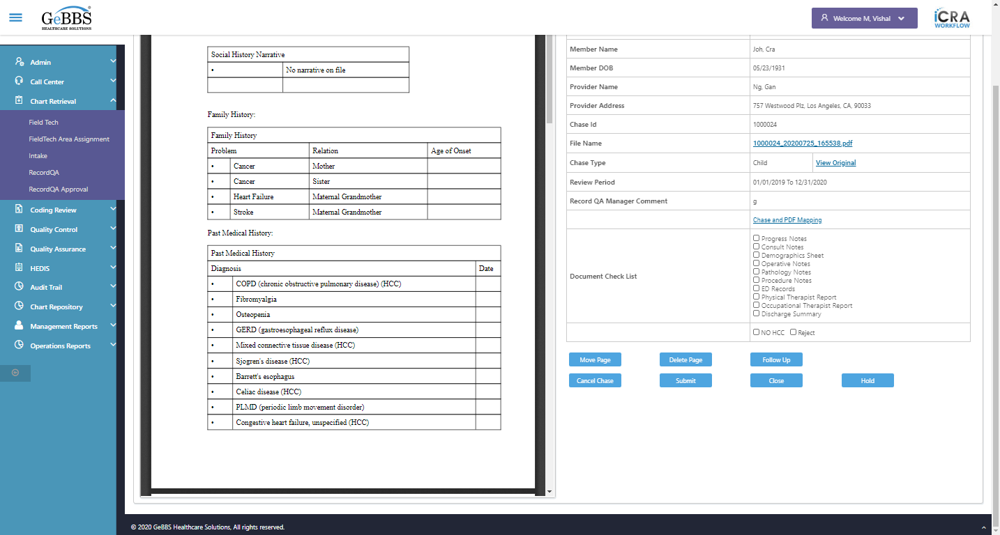 GeBBS
HEALTHCARE SOLUTIONS
Welcome M, Vishal
iCRA
WORKFLOW
Admin
Call Center
Chart Retrieval
Field Tech
FieldTech Area Assignment
Intake
RecordQA
RecordQA Approval
Coding Review
Quality Control
Quality Assurance
HEDIS
Audit Trail
Chart Repository
Management Reports
Operations Reports
Social History Narrative
• No narrative on file
Family History:
Family History
Problem Relation Age of Onset
• Cancer Mother
• Cancer Sister
• Heart Failure Maternal Grandmother
• Stroke Maternal Grandmother
Past Medical History:
Past Medical History
Diagnosis Date
• COPD (chronic obstructive pulmonary disease) (HCC)
• Fibromyalgia
• Osteopenia
• GERD (gastroesophageal reflux disease)
• Mixed connective tissue disease (HCC)
• Sjogren's disease (HCC)
• Barrett's esophagus
• Celiac disease (HCC)
• PLMD (periodic limb movement disorder)
• Congestive heart failure, unspecified (HCC)
Member Name Joh, Cra
Member DOB 05/23/1931
Provider Name Ng, Gan
Provider Address 757 Westwood Plz, Los Angeles, CA, 90033
Chase Id 1000024
File Name 1000024_20200725_165538.pdf
Chase Type Child View Original
Review Period 01/01/2019 To 12/31/2020
Record QA Manager Comment g
Chase and PDF Mapping
Document Check List
Progress Notes
Consult Notes
Demographics Sheet
Operative Notes
Pathology Notes
Procedure Notes
ED Records
Physical Therapist Report
Occupational Therapist Report
Discharge Summary
NO HCC Reject
Move Page Delete Page Follow Up
Cancel Chase Submit Close Hold
© 2020 GeBBS Healthcare Solutions, All rights reserved.